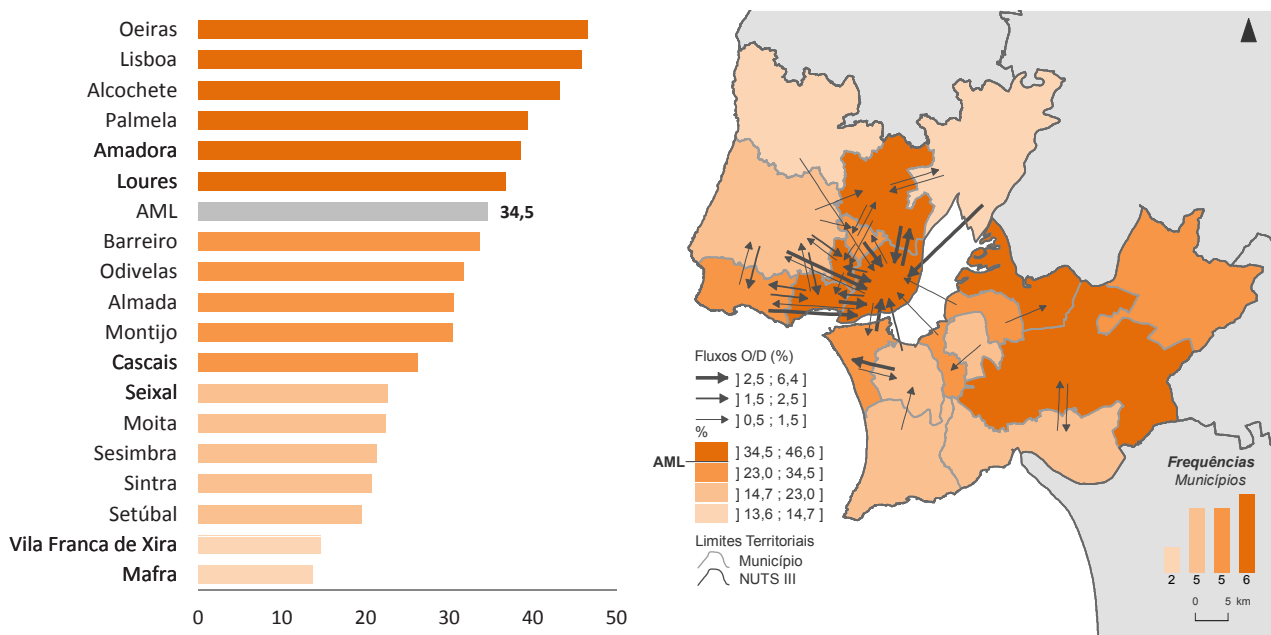 Oeiras
Lisboa
Alcochete
Palmela
Amadora
Loures
AML 34,5
Barreiro
Odivelas
Almada
Montijo
Cascais
Seixal
Moita
Sesimbra
Sintra
Setúbal
Vila Franca de Xira
Mafra
0 10 20 30 40 50
Fluxos O/D (%)
] 2,5 ; 6,4 ]
] 1,5 ; 2,5 ]
] 0,5 ; 1,5 ]
%
] 34,5 ; 46,6 ]
AML
] 23,0 ; 34,5 ]
] 14,7 ; 23,0 ]
] 13,6 ; 14,7 ]
Limites Territoriais
Município
NUTS III
Frequências
Municípios
2 5 5 6
0 5 km